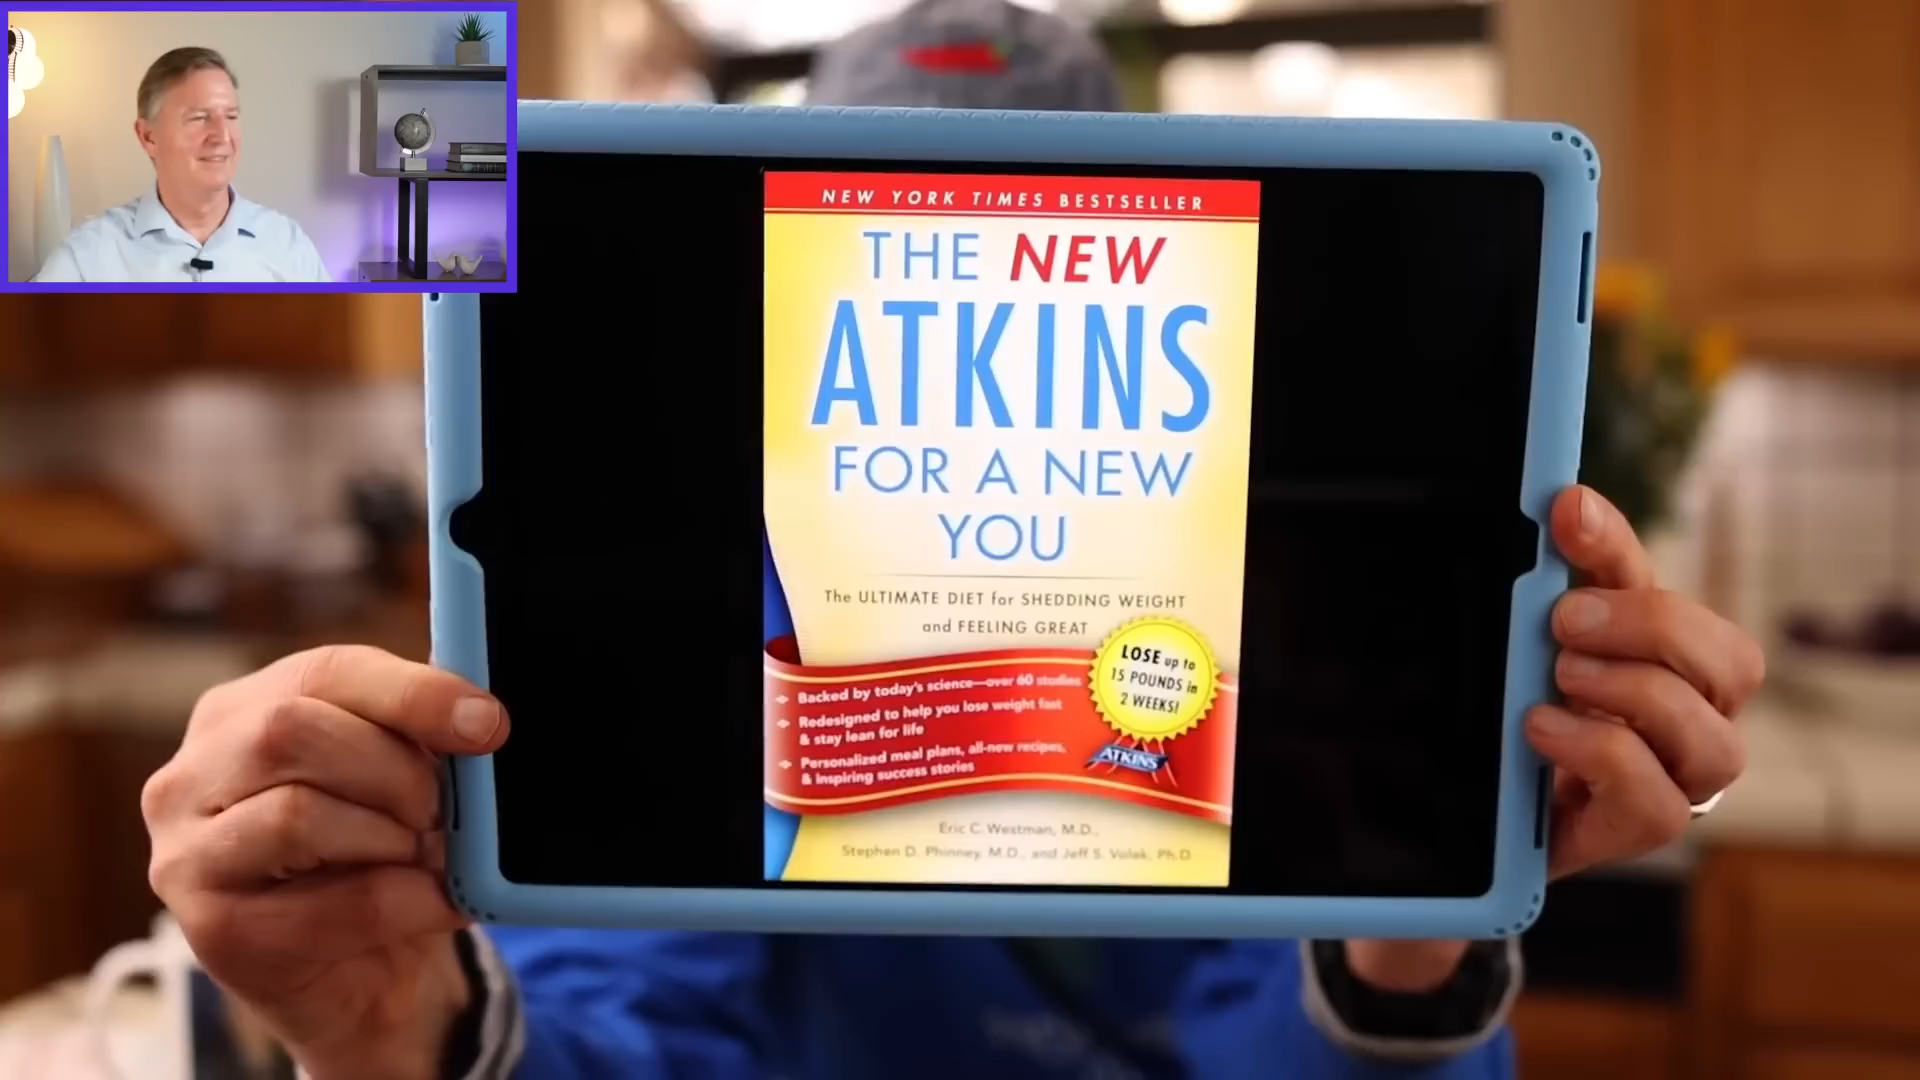 NEW YORK TIMES BESTSELLER
THE NEW
ATKINS
FOR A NEW
YOU
The ULTIMATE DIET for SHEDDING WEIGHT
and FEELING GREAT
LOSE up to
15 POUNDS in
2 WEEKS!
Backed by today's science—over 60 studies
Redesigned to help you lose weight fast
& stay lean for life
Personalized meal plans, all-new recipes,
& inspiring success stories
ATKINS
Eric C. Westman, M.D.,
Stephen D. Phinney, M.D., and Jeff S. Volek, Ph.D